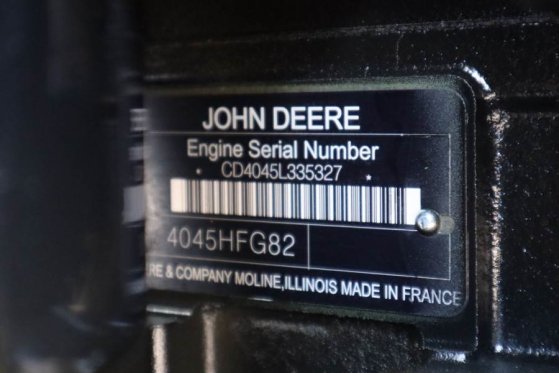 JOHN DEERE
Engine Serial Number
CD4045L335327
* *
4045HFG82
RE & COMPANY MOLINE,ILLINOIS MADE IN FRANCE